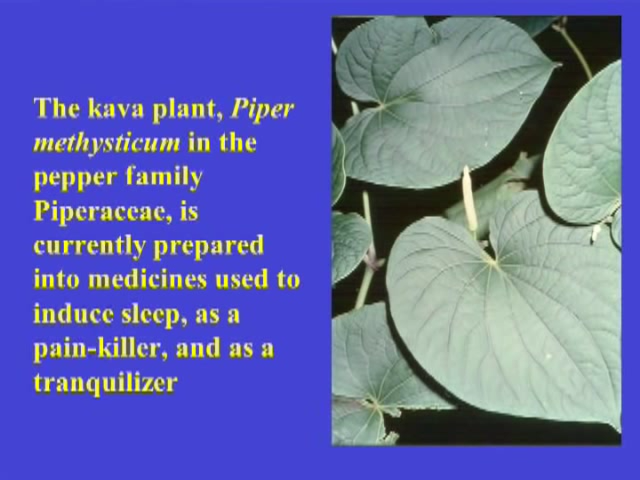 The kava plant, Piper
methysticum in the
pepper family
Piperaceae, is
currently prepared
into medicines used to
induce sleep, as a
pain-killer, and as a
tranquilizer